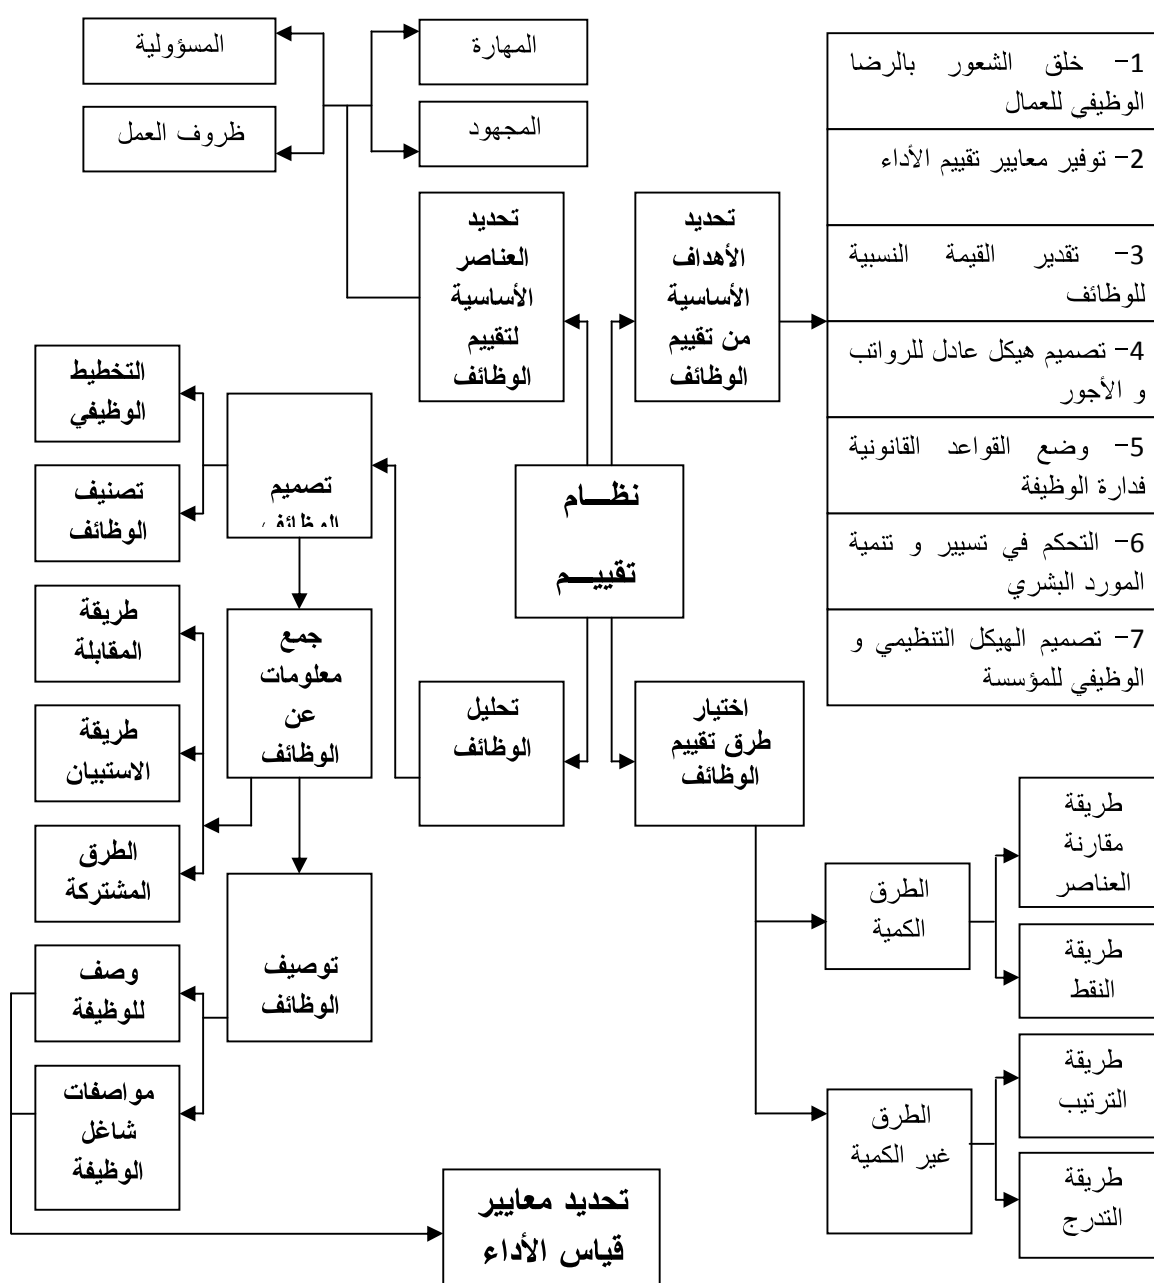 المهارة
المسؤولية
المجهود
ظروف العمل
1- خلق الشعور بالرضا
الوظيفي للعمال
2- توفير معايير تقييم الأداء
3- تقدير القيمة النسبية
للوظائف
4- تصميم هيكل عادل للرواتب
و الأجور
5- وضع القواعد القانونية
فدارة الوظيفة
6- التحكم في تسيير و تنمية
المورد البشري
7- تصميم الهيكل التنظيمي و
الوظيفي للمؤسسة
تحديد
الأهداف
الأساسية
من تقييم
الوظائف
تحديد
العناصر
الأساسية
لتقييم
الوظائف
نظـــام
تقييـــم
تصميم
الوظائف
التخطيط
الوظيفي
تصنيف
الوظائف
جمع
معلومات
عن
الوظائف
طريقة
المقابلة
طريقة
الاستبيان
الطرق
المشتركة
تحليل
الوظائف
اختيار
طرق تقييم
الوظائف
توصيف
الوظائف
وصف
للوظيفة
مواصفات
شاغل
الوظيفة
الطرق
الكمية
طريقة
مقارنة
العناصر
طريقة
النقط
الطرق
غير الكمية
طريقة
الترتيب
طريقة
التدرج
تحديد معايير
قياس الأداء